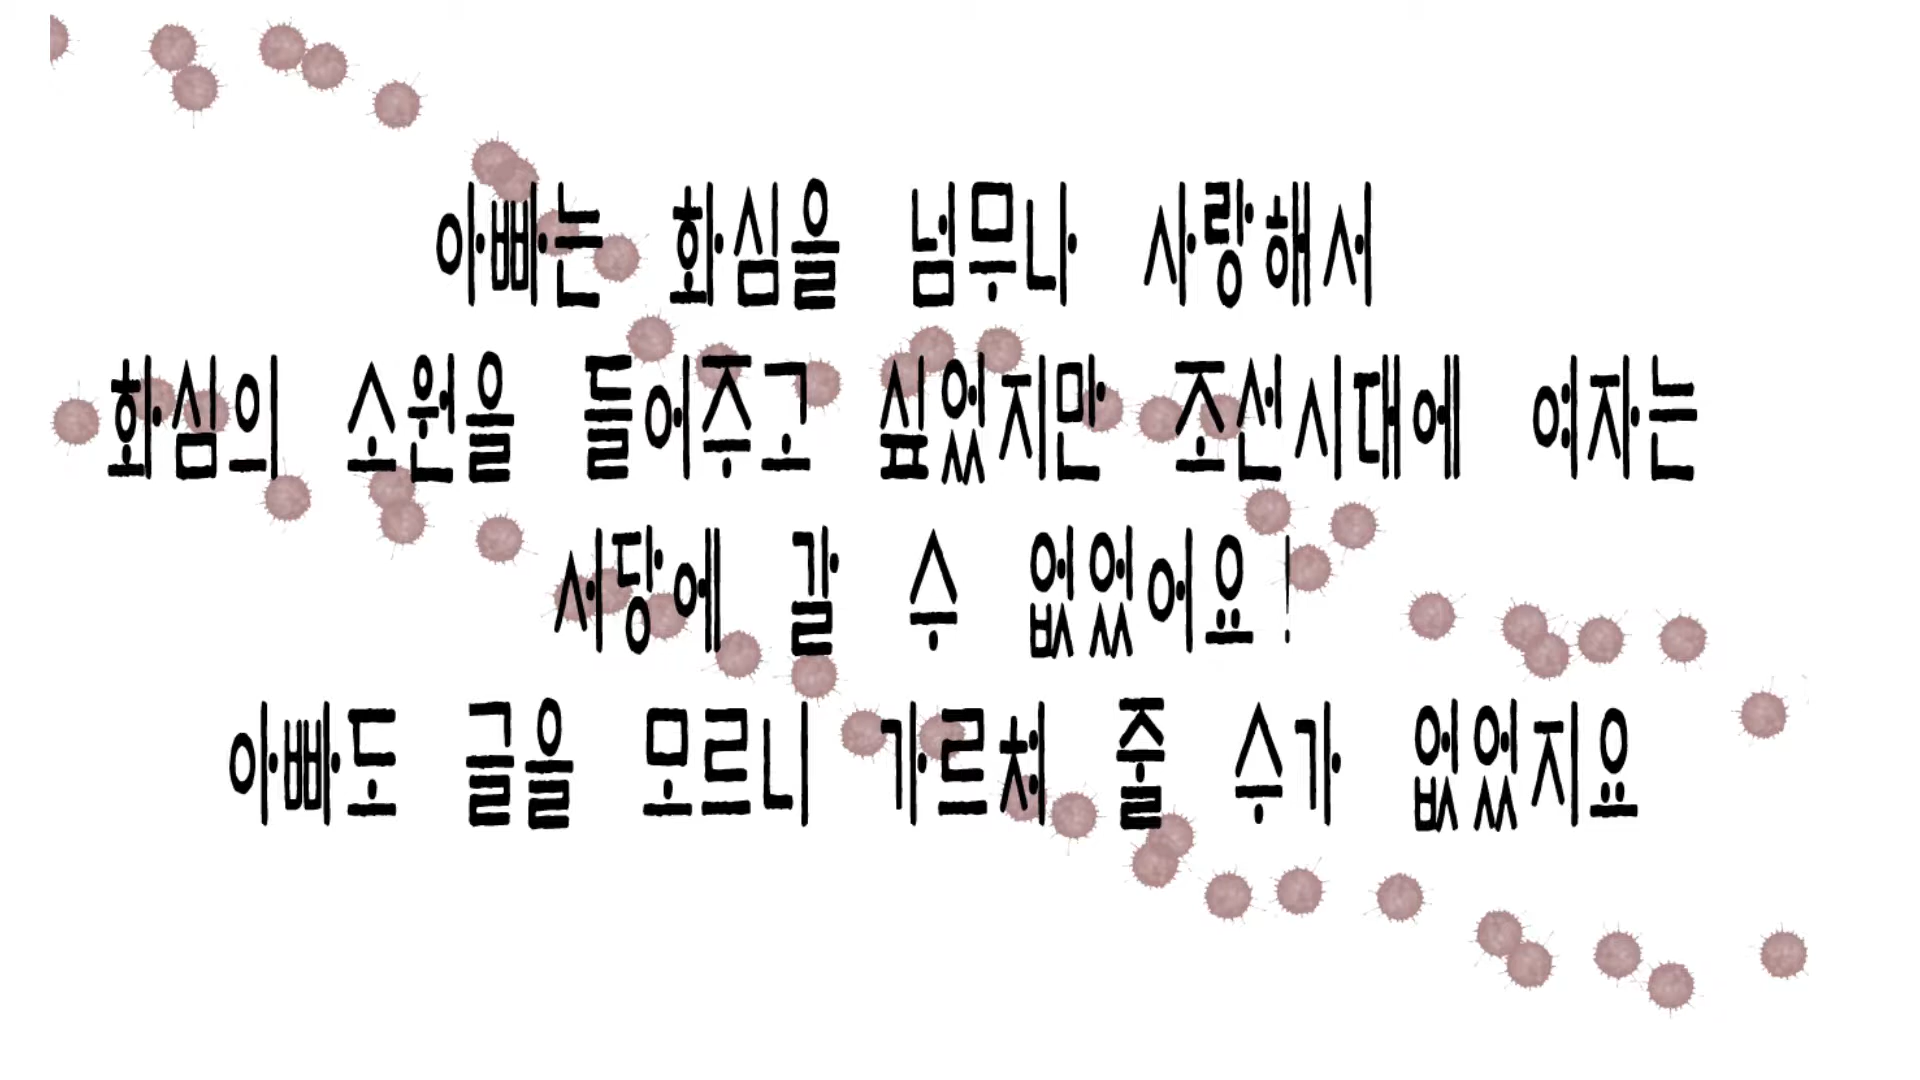 아빠는 화심을 넘무나 사랑해서
화심의 소원을 들어주고 싶었지만 조선시대에 여자는
서당에 갈 수 없었어요!
아빠도 글을 모르니 가르쳐 줄 수가 없었지요